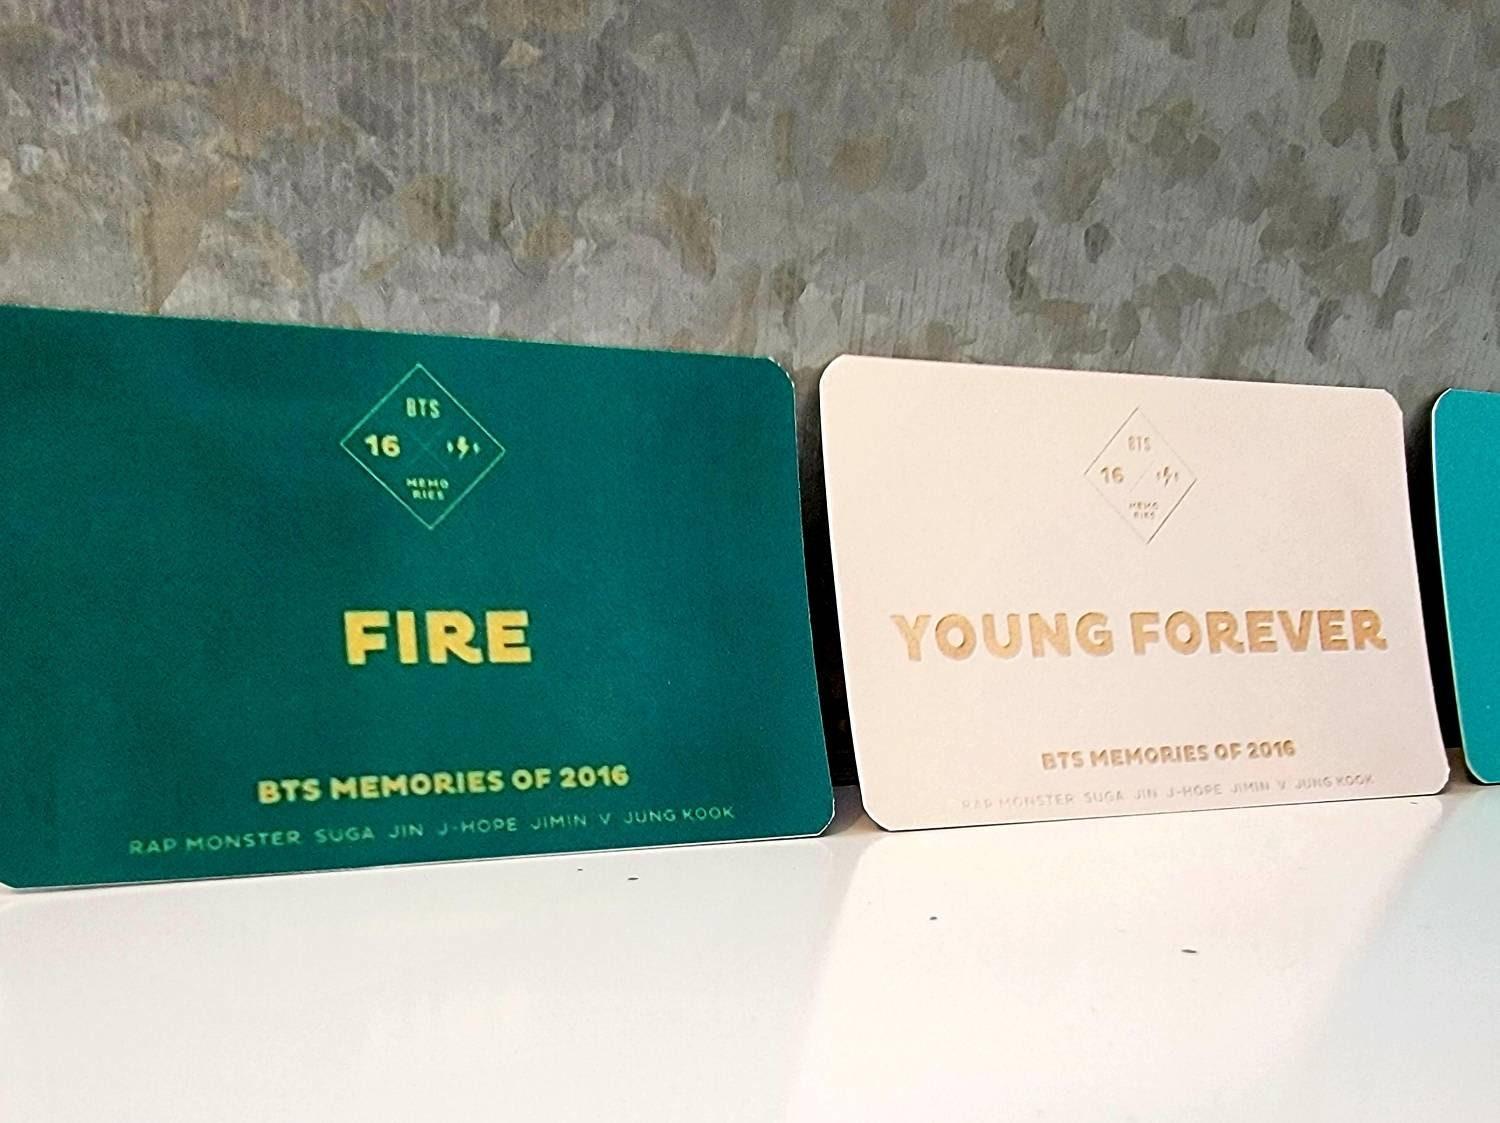 BTS
16
MEMO
RIES
FIRE
BTS MEMORIES OF 2016
RAP MONSTER SUGA JIN J-HOPE JIMIN V JUNG KOOK
BTS
16
MEMO
RIES
YOUNG FOREVER
BTS MEMORIES OF 2016
RAP MONSTER SUGA JIN J-HOPE JIMIN V JUNG KOOK